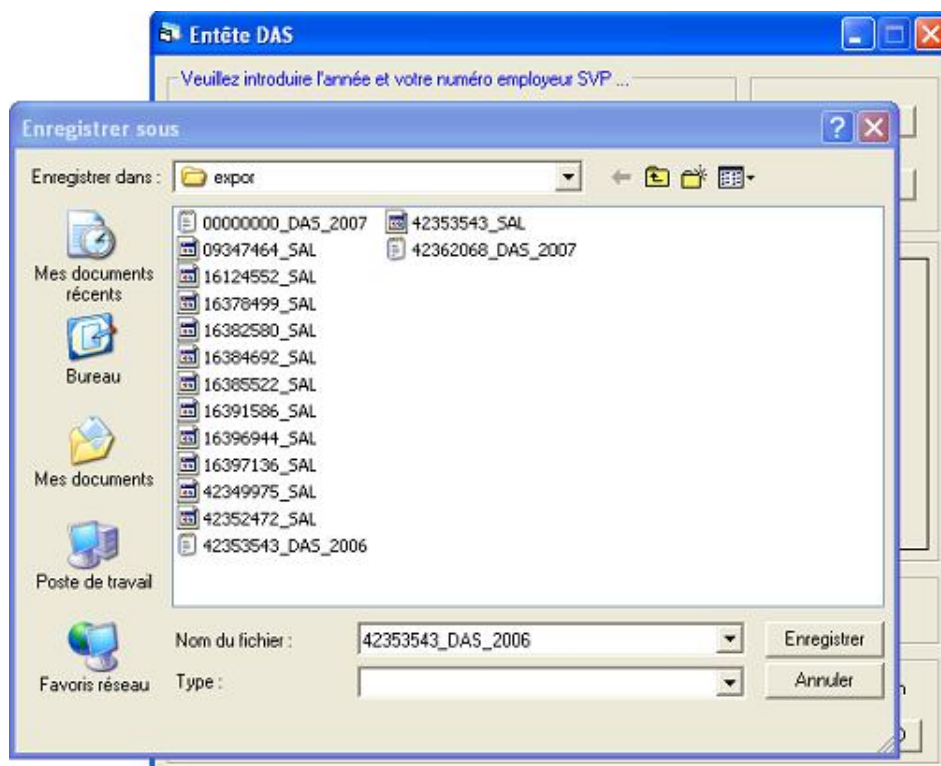 Entête DAS
Veuillez introduire l'année et votre numéro employeur SVP ...
Enregistrer sous
Enregistrer dans :
expor
00000000_DAS_2007
09347464_SAL
16124552_SAL
16378499_SAL
16382580_SAL
16384692_SAL
16385522_SAL
16391586_SAL
16396944_SAL
16397136_SAL
42349975_SAL
42352472_SAL
42353543_DAS_2006
42353543_SAL
42362068_DAS_2007
Mes documents
récents
Bureau
Mes documents
Poste de travail
Favoris réseau
Nom du fichier :
42353543_DAS_2006
Enregistrer
Type :
Annuler